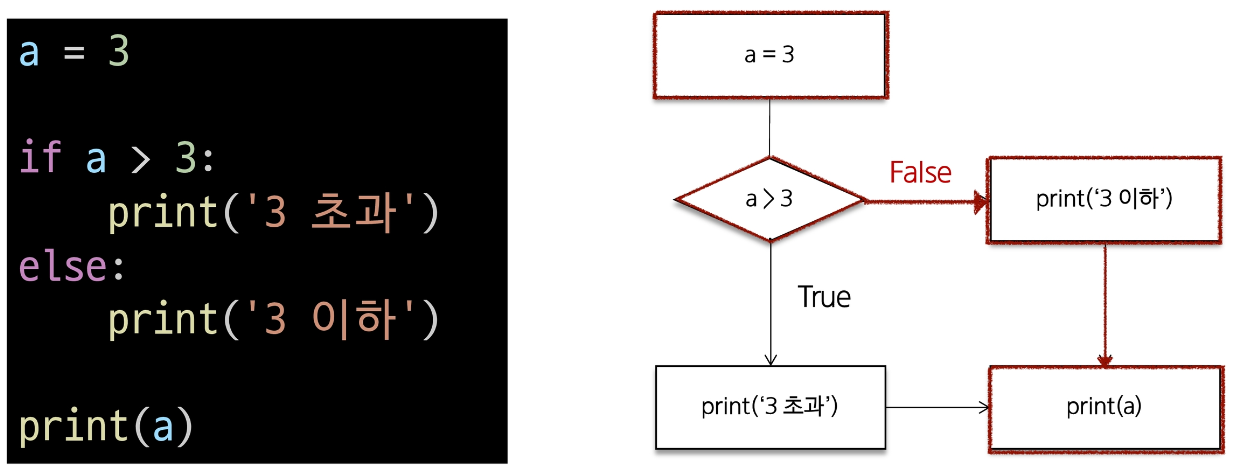 a = 3
if a > 3:
    print('3 초과')
else:
    print('3 이하')
print(a)
a = 3
a > 3
False
print(‘3 이하’)
True
print(‘3 초과’)
print(a)